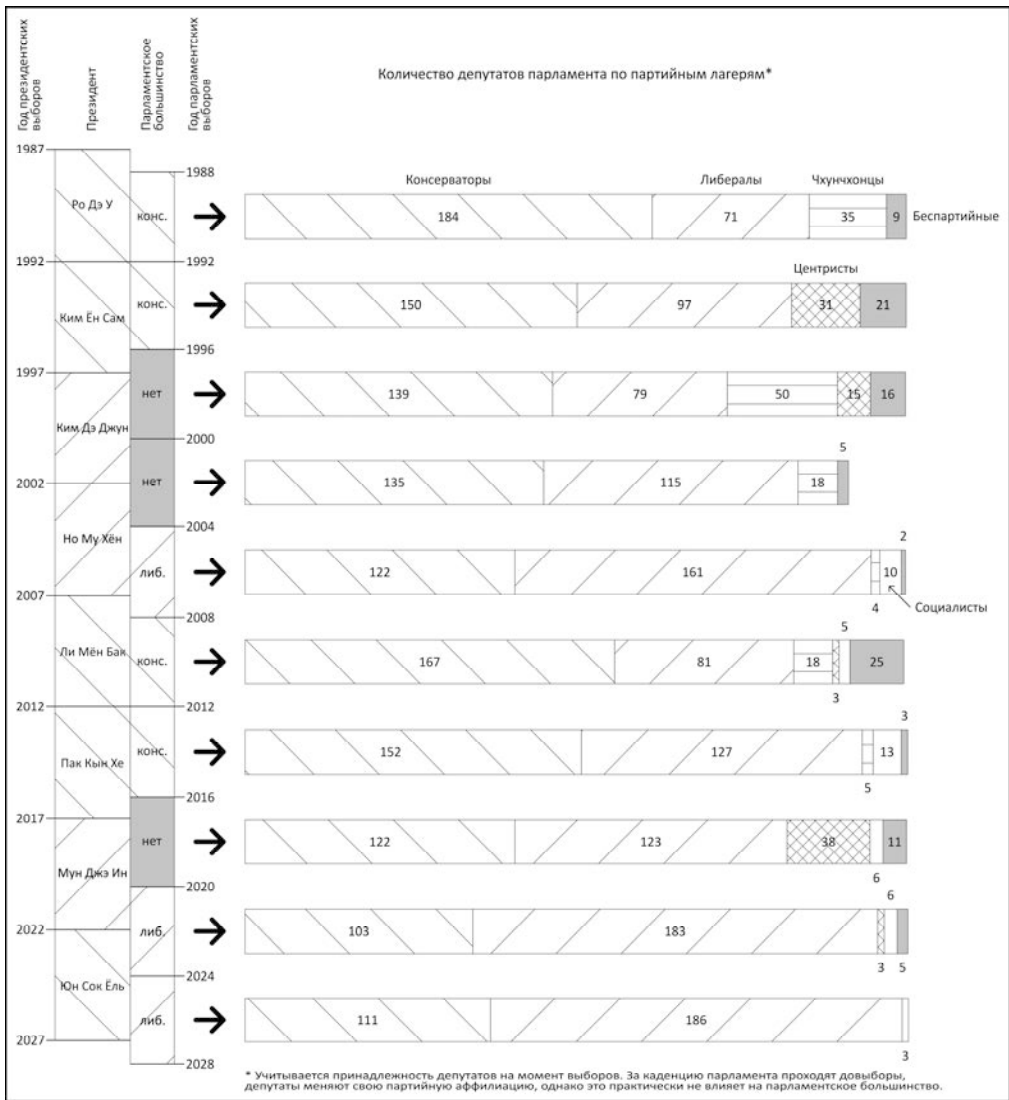 Год президентских
выборов
Президент
Парламентское
большинство
Год парламентских
выборов
Количество депутатов парламента по партийным лагерям*
1987
1988
Консерваторы
Либералы
Чхунчхонцы
Ро Дэ У
конс.
184
71
35
9
Беспартийные
1992
1992
Центристы
Ким Ён Сам
конс.
150
97
31
21
1996
1997
нет
139
79
50
15
16
Ким Дэ Джун
2000
5
2002
нет
135
115
18
2004
2
Но Му Хён
либ.
122
161
10
4
Социалисты
2007
2008
5
Ли Мён Бак
конс.
167
81
18
25
3
2012
2012
3
Пак Кын Хе
конс.
152
127
13
5
2016
2017
нет
122
123
38
11
6
Мун Джэ Ин
2020
6
2022
либ.
103
183
3
5
2024
Юн Сок Ёль
либ.
111
186
2027
3
2028
* Учитывается принадлежность депутатов на момент выборов. За каденцию парламента проходят довыборы,
депутаты меняют свою партийную аффилиацию, однако это практически не влияет на парламентское большинство.